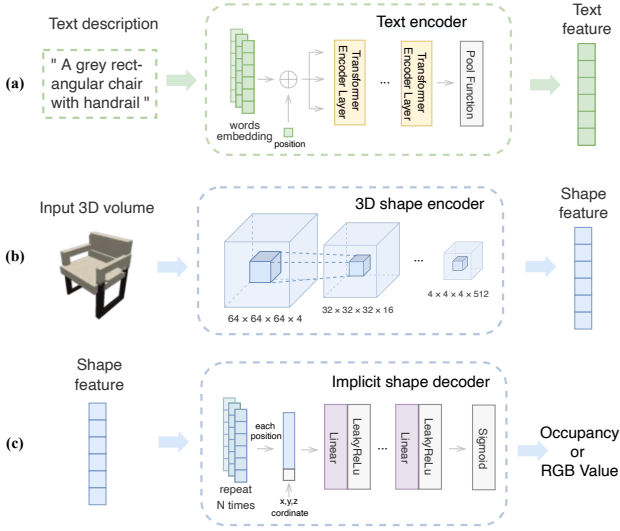 Text description
Text encoder
Text
feature
(a)
" A grey rect-
angular chair
with handrail "
words
embedding
position
Transformer
Encoder Layer
...
Transformer
Encoder Layer
Pool Function
Input 3D volume
3D shape encoder
Shape
feature
(b)
64 × 64 × 64 × 4
32 × 32 × 32 × 16
...
4 × 4 × 4 × 512
Shape
feature
Implicit shape decoder
(c)
each
position
repeat
N times
x,y,z
cordinate
Linear
LeakyReLu
...
Linear
LeakyReLu
Sigmoid
Occupancy
or
RGB Value